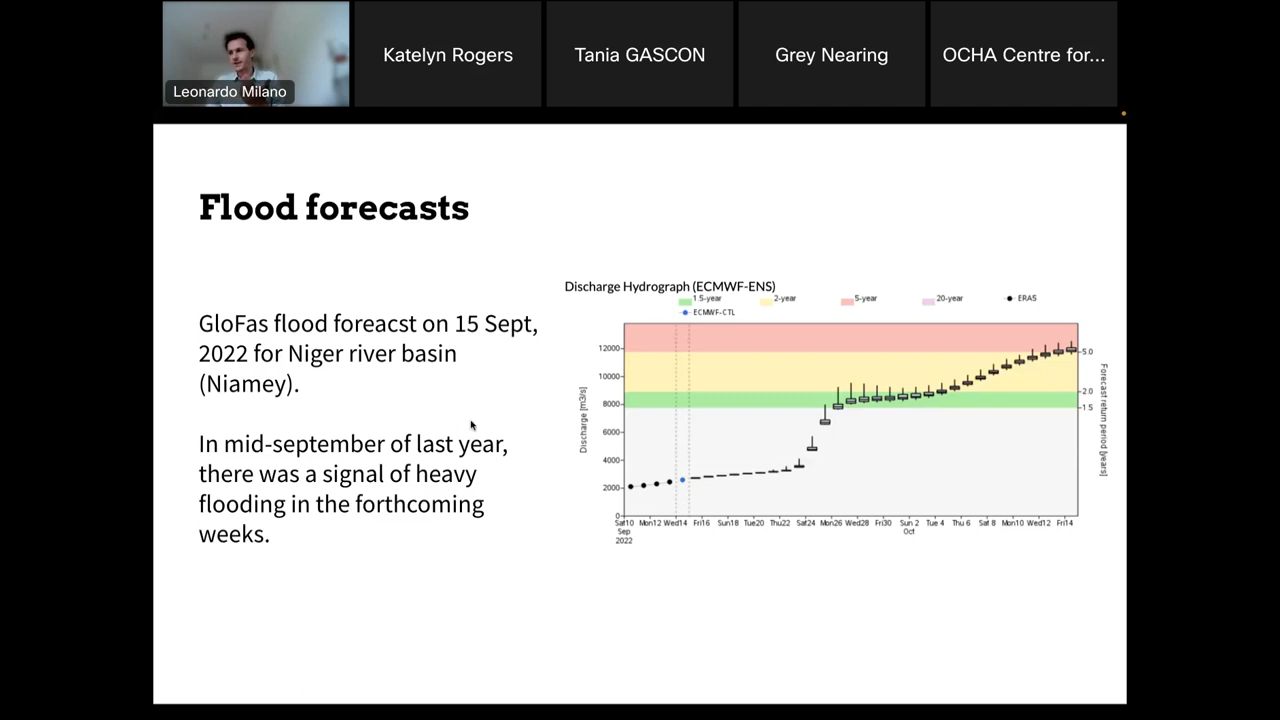 Leonardo Milano
Katelyn Rogers
Tania GASCON
Grey Nearing
OCHA Centre for...
Flood forecasts
GloFas flood foreacst on 15 Sept,
2022 for Niger river basin
(Niamey).
In mid-september of last year,
there was a signal of heavy
flooding in the forthcoming
weeks.
Discharge Hydrograph (ECMWF-ENS)
1.5-year 2-year 5-year 20-year ERA5
ECMWF-CTL
Discharge [m3/s]
12000
10000
8000
6000
4000
2000
0
5.0
2.0
1.5
Forecast return period [years]
Sat10 Mon12 Wed14 Fri16 Sun18 Tue20 Thu22 Sat24 Mon26 Wed28 Fri30 Sun 2 Tue 4 Thu 6 Sat 8 Mon10 Wed12 Fri14
Sep Oct
2022